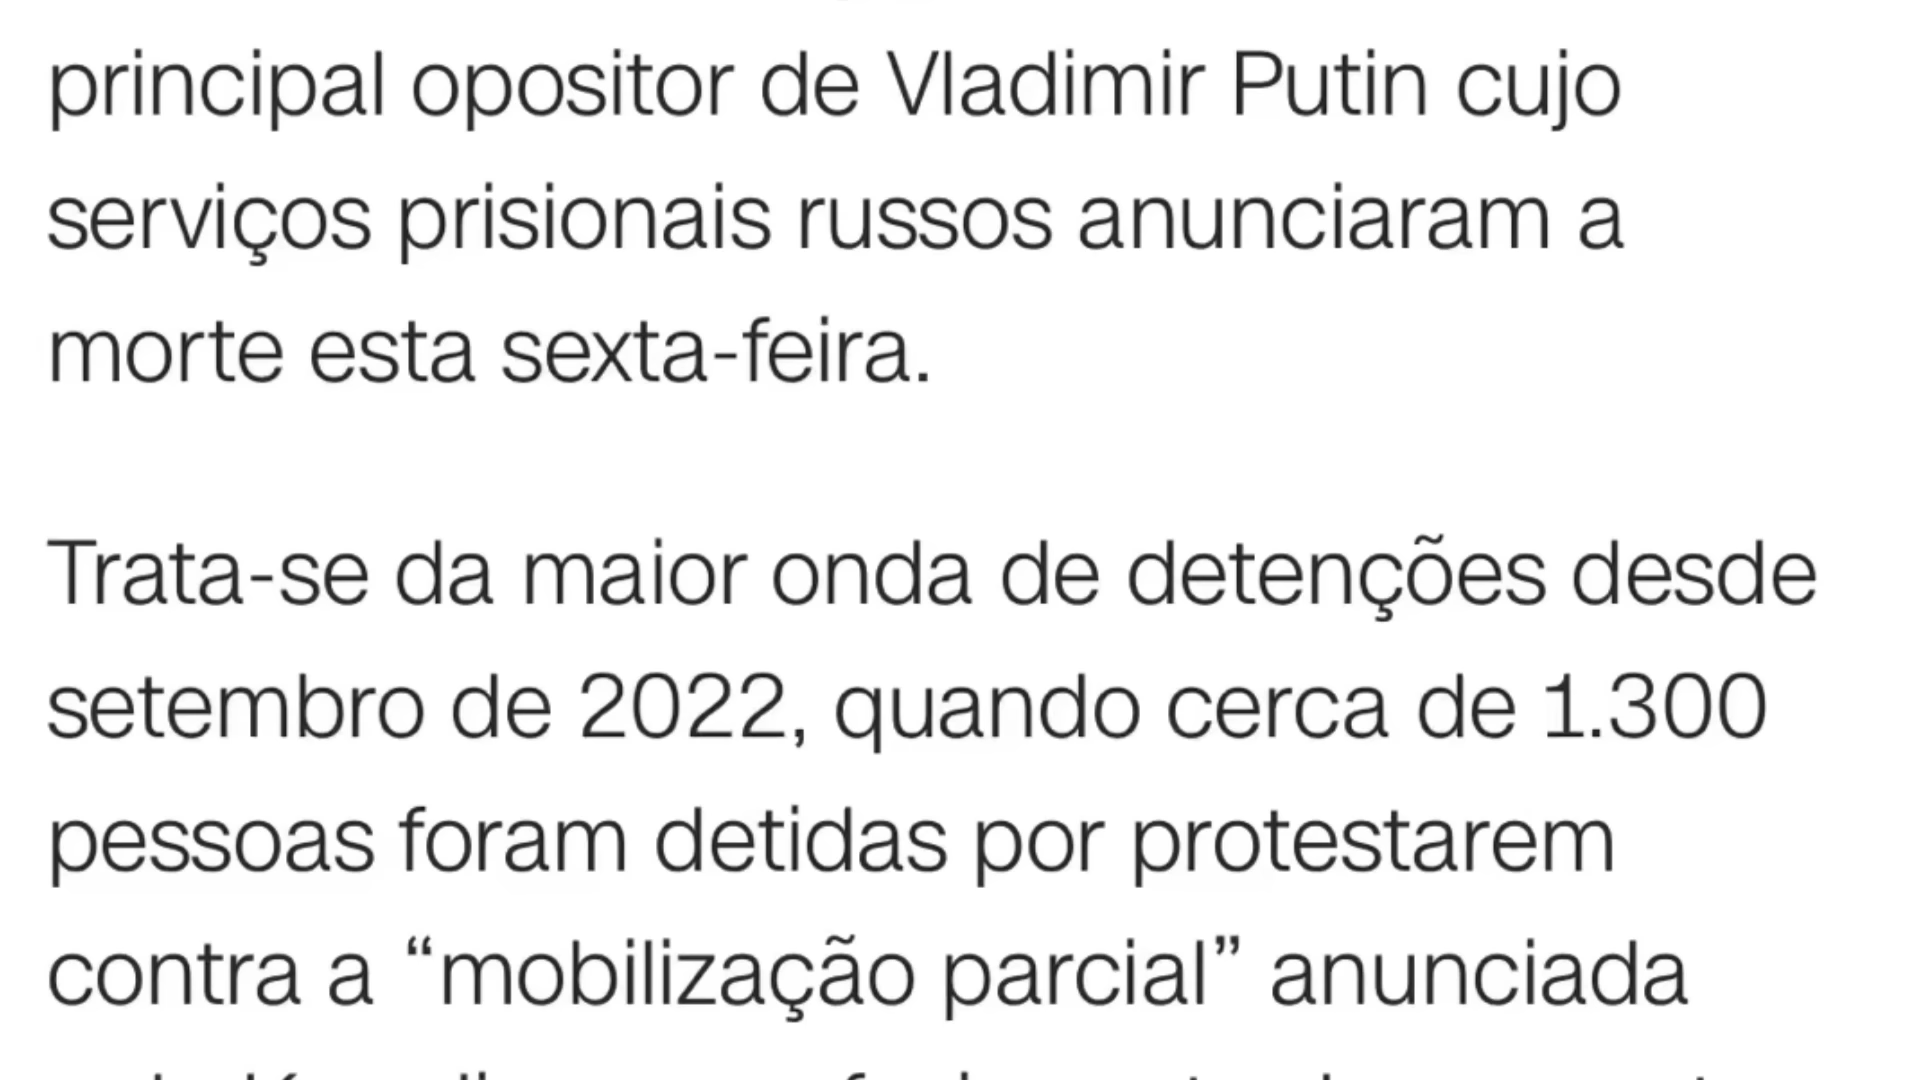 principal opositor de Vladimir Putin cujo
serviços prisionais russos anunciaram a
morte esta sexta-feira.
Trata-se da maior onda de detenções desde
setembro de 2022, quando cerca de 1.300
pessoas foram detidas por protestarem
contra a “mobilização parcial” anunciada